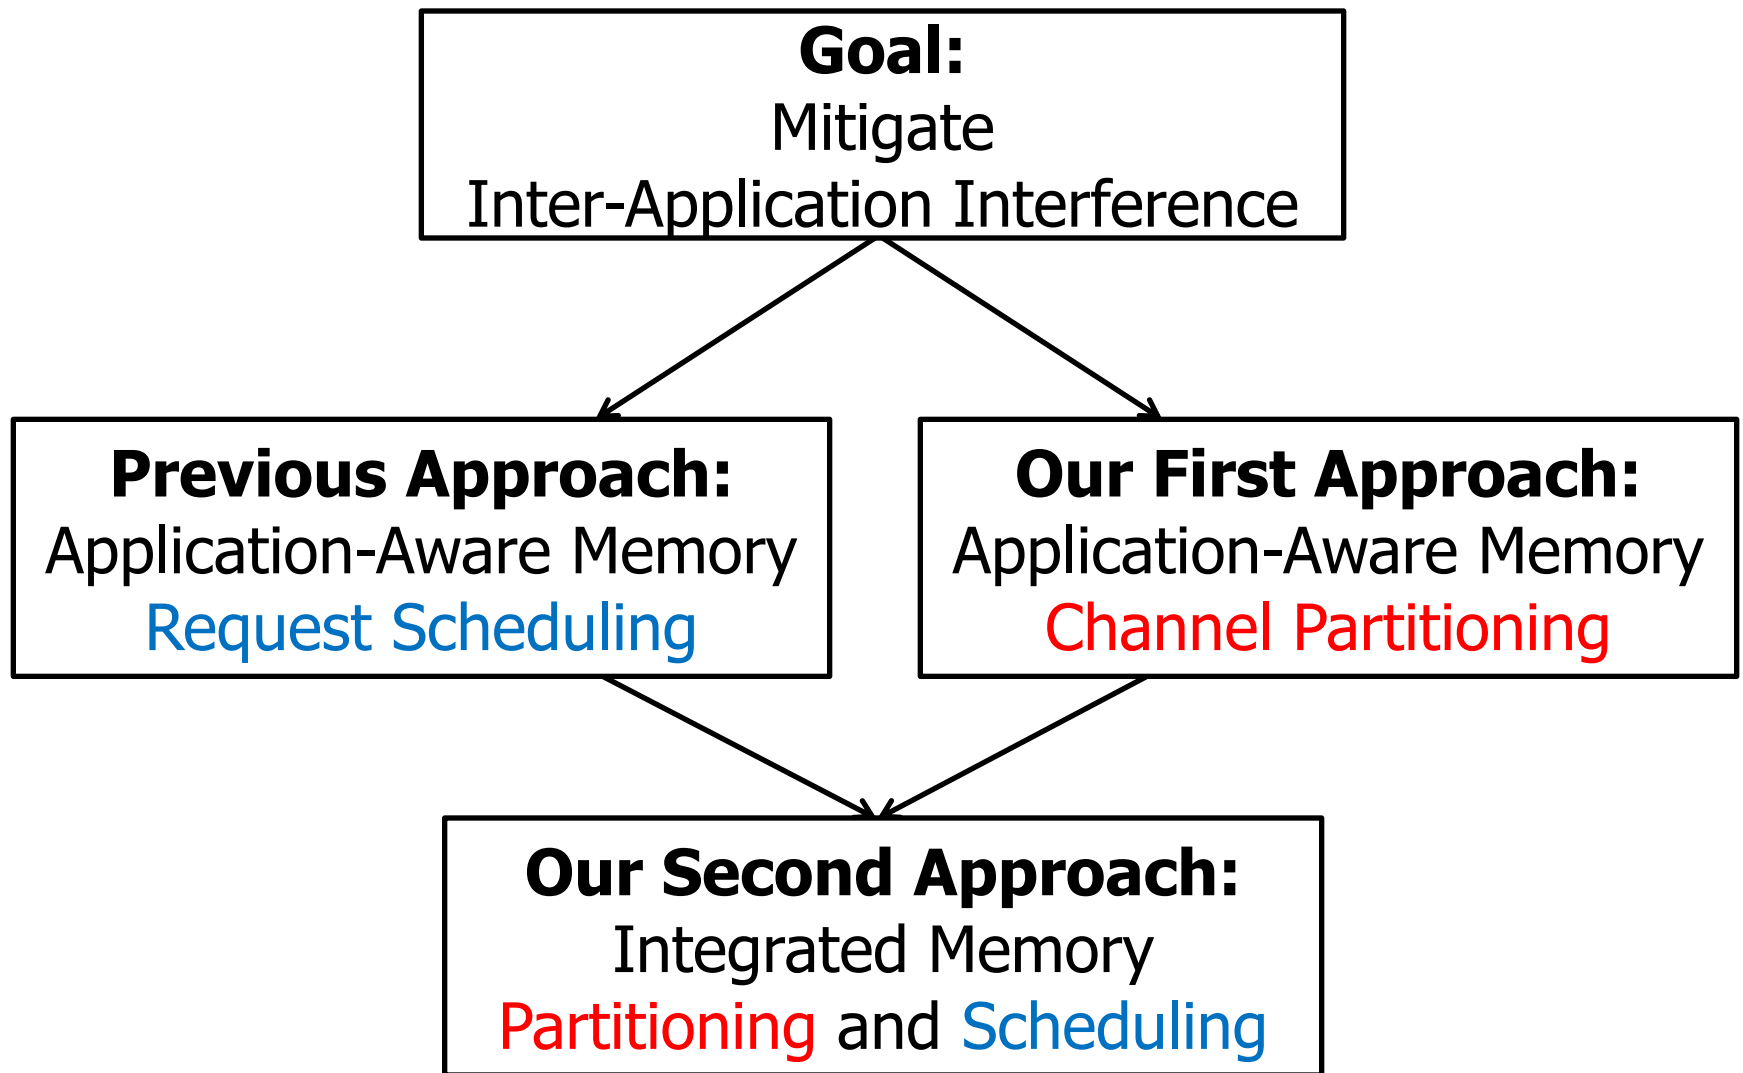 Goal:
Mitigate
Inter-Application Interference
Previous Approach:
Application-Aware Memory
Request Scheduling
Our First Approach:
Application-Aware Memory
Channel Partitioning
Our Second Approach:
Integrated Memory
Partitioning and Scheduling